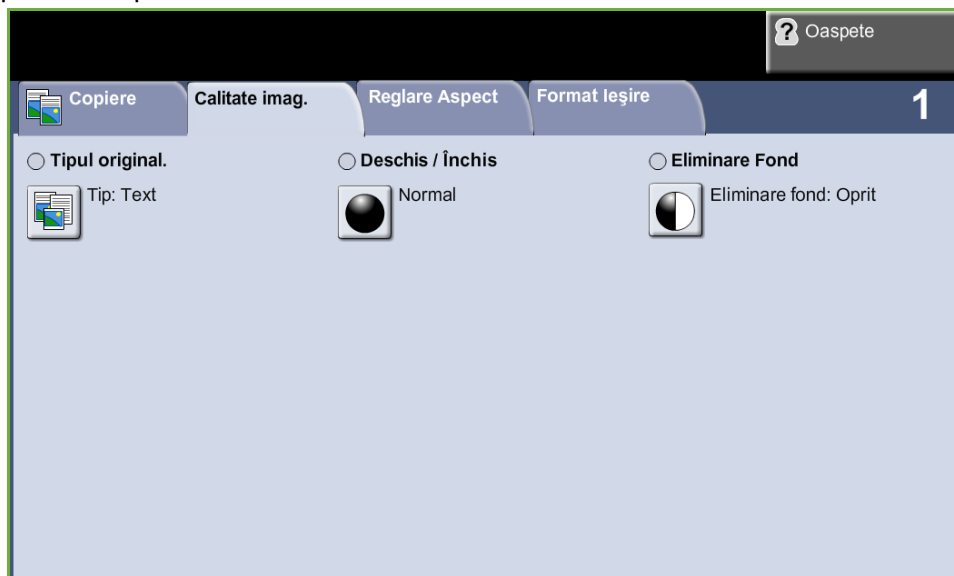 Oaspete
Copiere
Calitate imag.
Reglare Aspect
Format Ieşire
1
Tipul original.
Deschis / Închis
Eliminare Fond
Tip: Text
Normal
Eliminare fond: Oprit